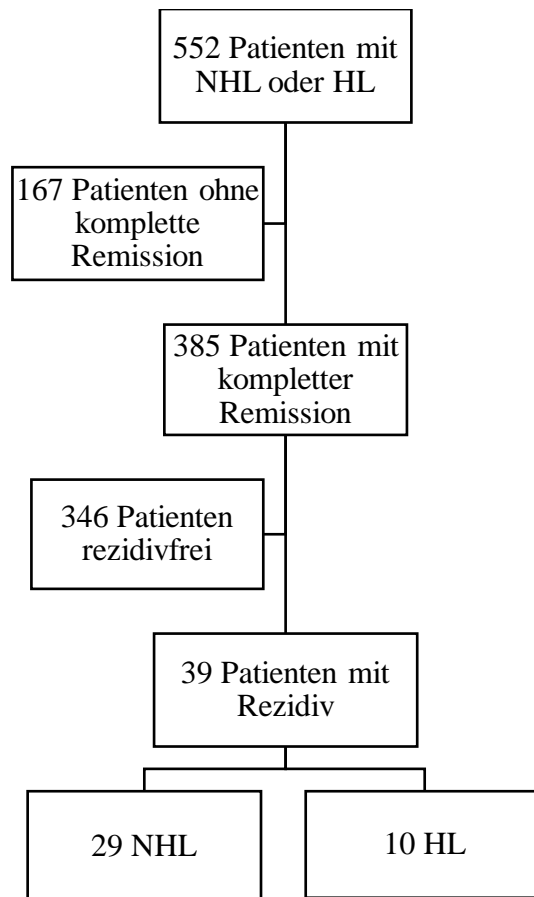 552 Patienten mit
NHL oder HL
167 Patienten ohne
komplette
Remission
385 Patienten mit
kompletter
Remission
346 Patienten
rezidivfrei
39 Patienten mit
Rezidiv
29 NHL
10 HL